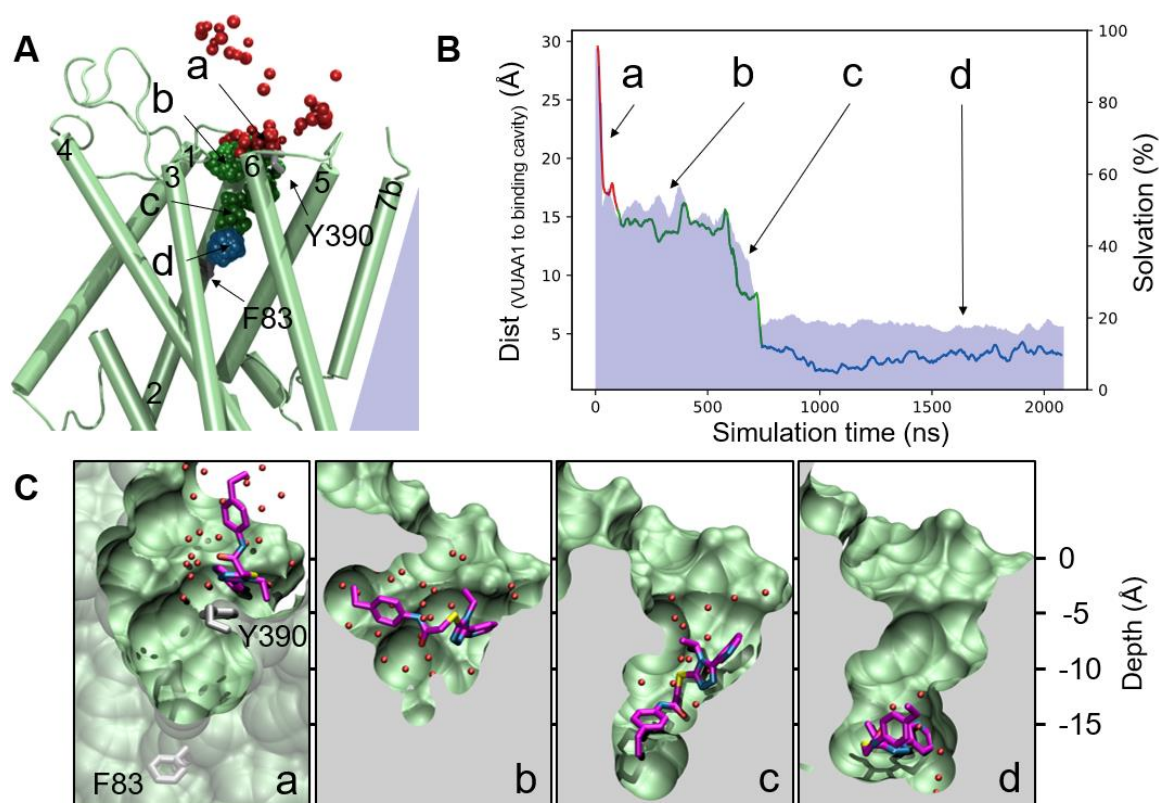 A
a
b
4
1
3
6
5
7b
c
Y390
d
F83
2
B
Dist (VUAA1 to binding cavity) (Å)
30
25
20
15
10
5
a
b
c
d
100
80
60
40
20
0
Solvation (%)
0
500
1000
1500
2000
Simulation time (ns)
C
Y390
F83
a
b
c
d
0
-5
-10
-15
Depth (Å)